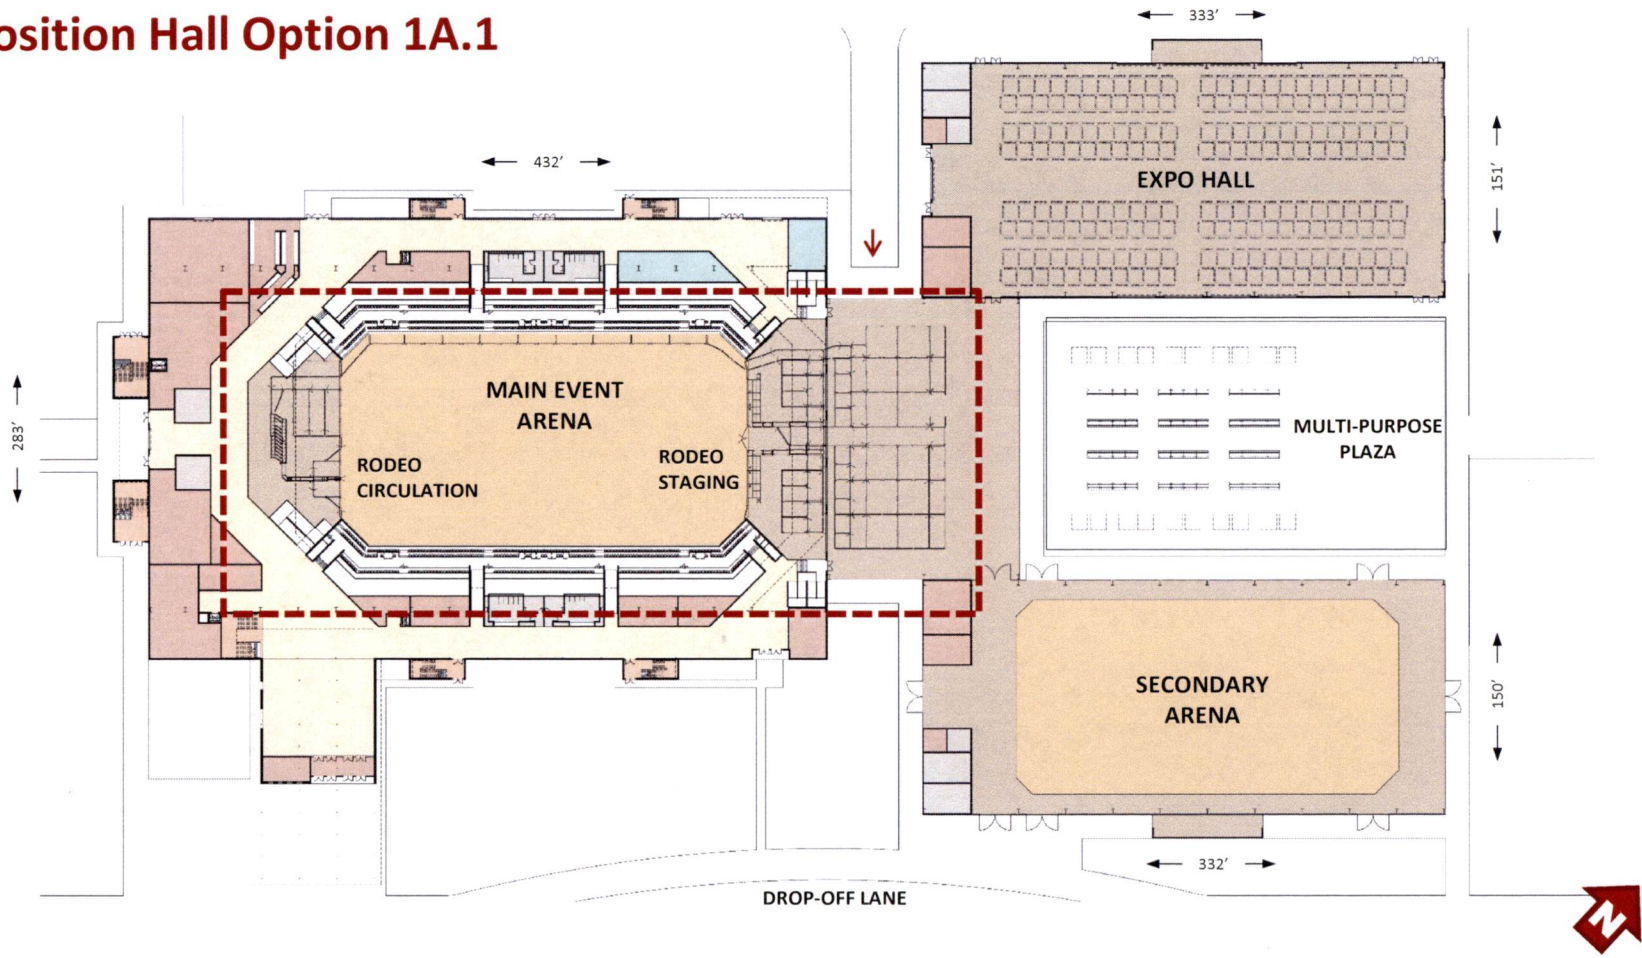 osition Hall Option 1A.1
333'
432'
EXPO HALL
151'
MAIN EVENT
ARENA
283'
RODEO
CIRCULATION
RODEO
STAGING
MULTI-PURPOSE
PLAZA
SECONDARY
ARENA
150'
332'
DROP-OFF LANE
N